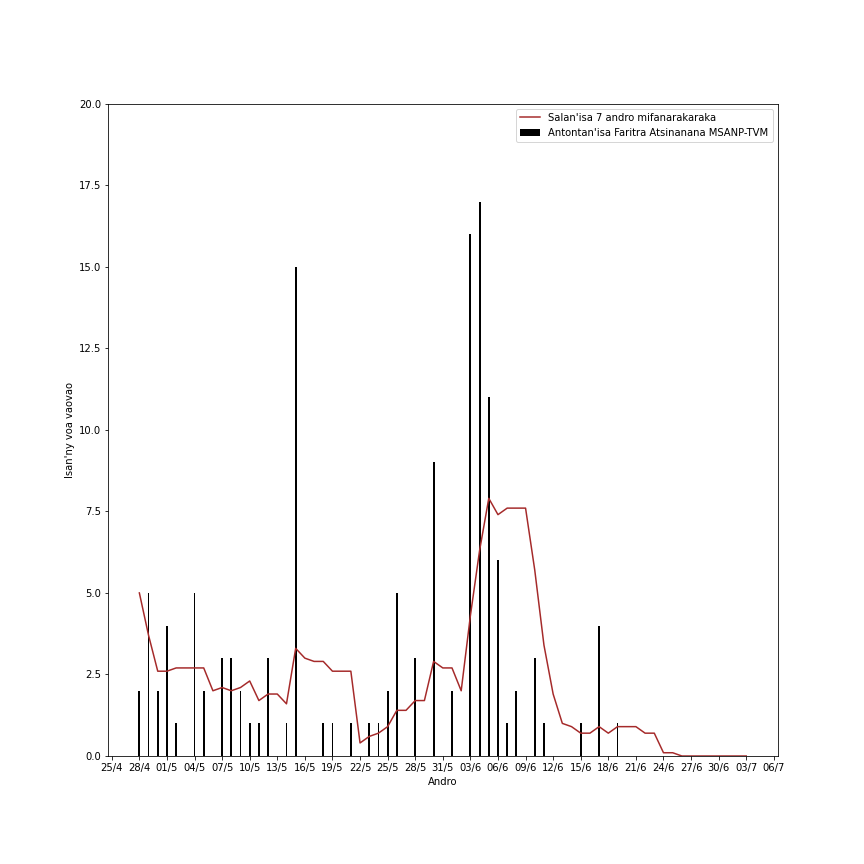 Salan'isa 7 andro mifanarakaraka
Antontan'isa Faritra Atsinanana MSANP-TVM
20.0
17.5
15.0
12.5
10.0
7.5
5.0
2.5
0.0
Isan'ny voa vaovao
25/4 28/4 01/5 04/5 07/5 10/5 13/5 16/5 19/5 22/5 25/5 28/5 31/5 03/6 06/6 09/6 12/6 15/6 18/6 21/6 24/6 27/6 30/6 03/7 06/7
Andro